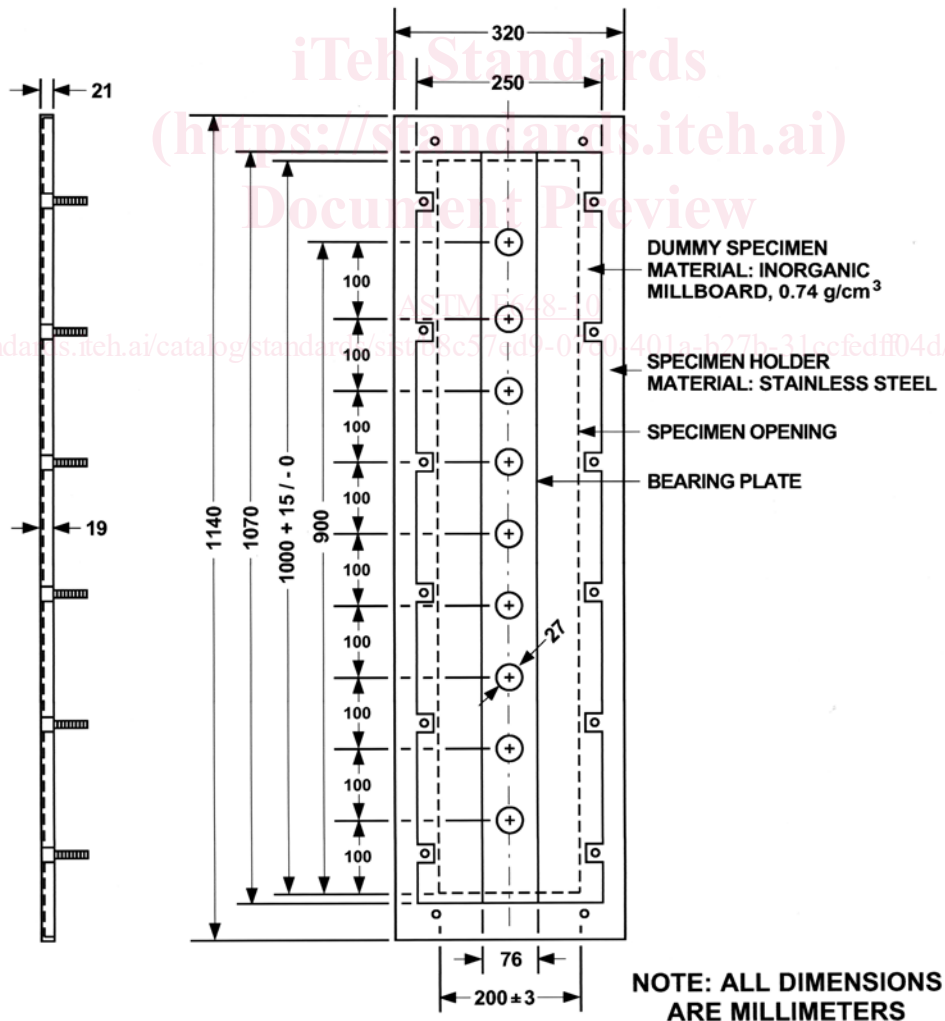 320
iTeh Standards
250
21
(https://standards.iteh.ai)
Document Preview
DUMMY SPECIMEN
MATERIAL: INORGANIC
MILLBOARD, 0.74 g/cm³
100
ASTM E648-10
100
SPECIMEN HOLDER
MATERIAL: STAINLESS STEEL
100
SPECIMEN OPENING
BEARING PLATE
100
1140
1070
1000 + 15 / - 0
900
19
100
100
27
100
100
100
76
200 ± 3
NOTE: ALL DIMENSIONS
ARE MILLIMETERS